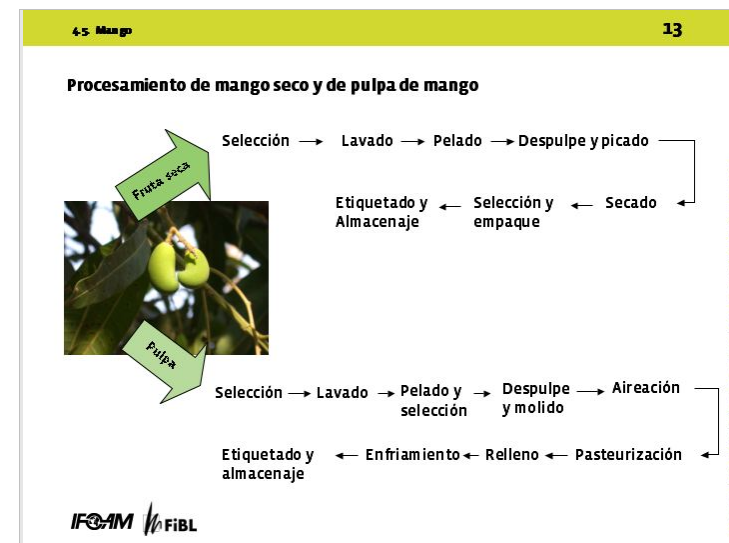 4.5. Mango 13
Procesamiento de mango seco y de pulpa de mango
Fruta seca
Selección → Lavado → Pelado → Despulpe y picado
Etiquetado y ← Selección y ← Secado
Almacenaje empaque
Pulpa
Selección → Lavado → Pelado y → Despulpe → Aireación
selección y molido
Etiquetado y ← Enfriamiento ← Relleno ← Pasteurización
almacenaje
IFOAM FiBL